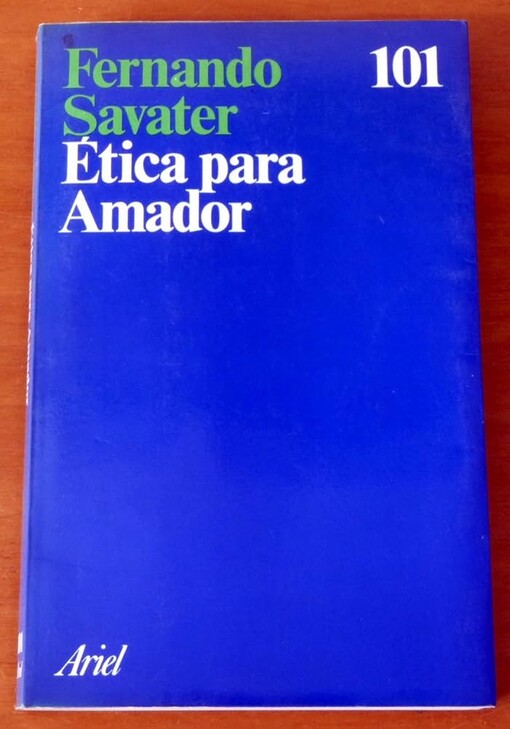 Fernando 101
Savater
Ética para
Amador
Ariel